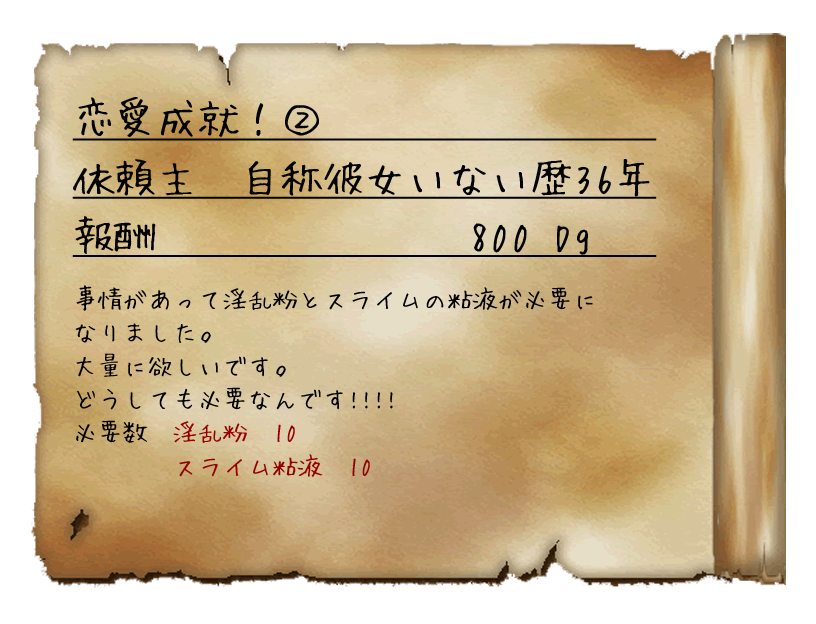 恋愛成就！②
依頼主　自称彼女いない歴36年
報酬　800 Dg
事情があって淫乱粉とスライムの粘液が必要に
なりました。
大量に欲しいです。
どうしても必要なんです!!!!
必要数　淫乱粉　10
スライム粘液　10